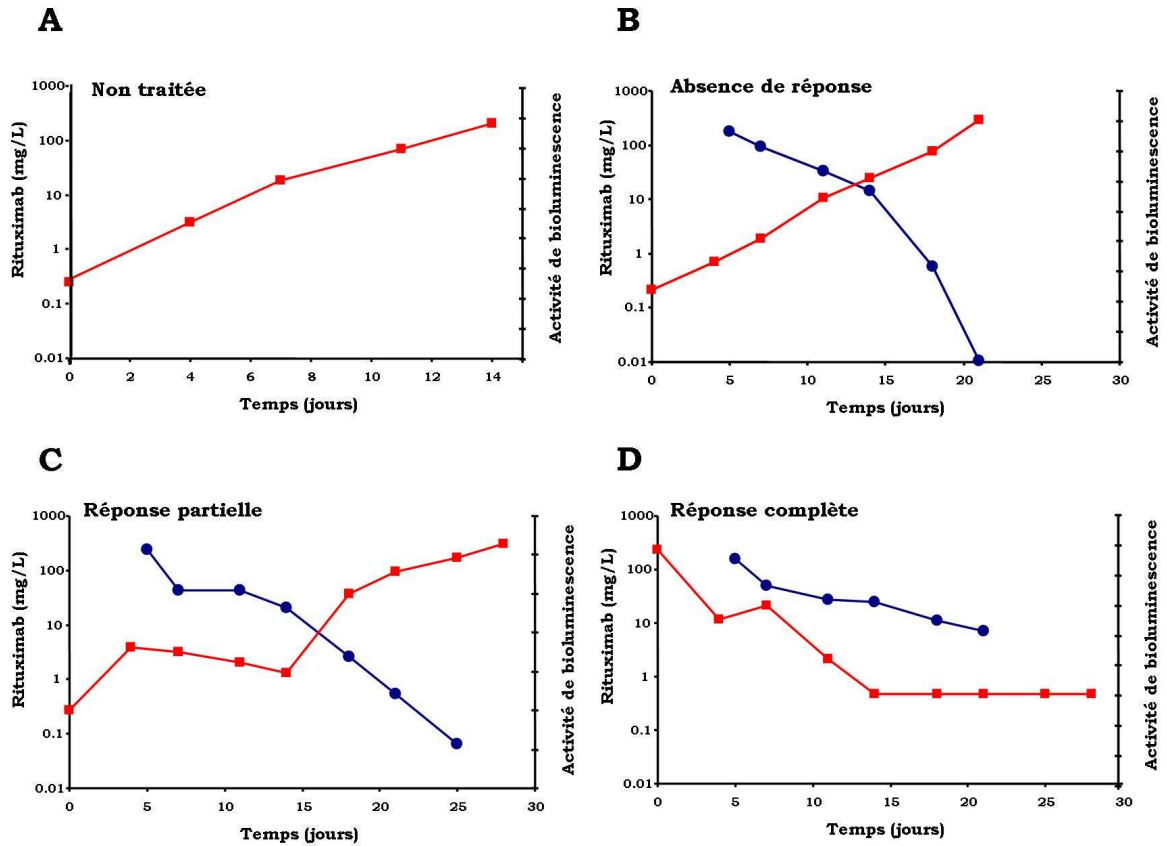 A
Non traitée
Rituximab (mg/L)
1000
100
10
1
0.1
0.01
0 2 4 6 8 10 12 14
Temps (jours)
Activité de bioluminescence
B
Absence de réponse
Rituximab (mg/L)
1000
100
10
1
0.1
0.01
0 5 10 15 20 25 30
Temps (jours)
Activité de bioluminescence
C
Réponse partielle
Rituximab (mg/L)
1000
100
10
1
0.1
0.01
0 5 10 15 20 25 30
Temps (jours)
Activité de bioluminescence
D
Réponse complète
Rituximab (mg/L)
1000
100
10
1
0.1
0.01
0 5 10 15 20 25 30
Temps (jours)
Activité de bioluminescence